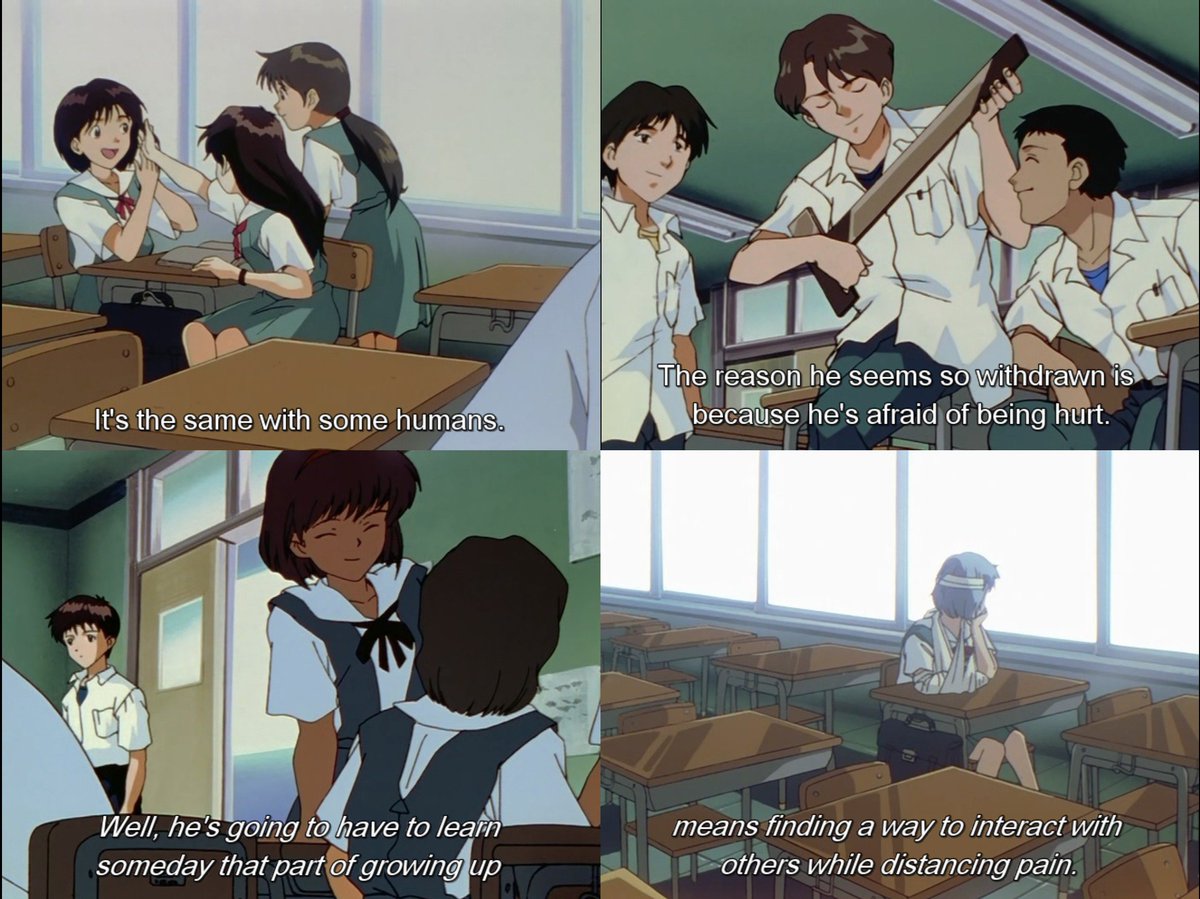 It's the same with some humans.
The reason he seems so withdrawn is
because he's afraid of being hurt.
Well, he's going to have to learn
someday that part of growing up
means finding a way to interact with
others while distancing pain.